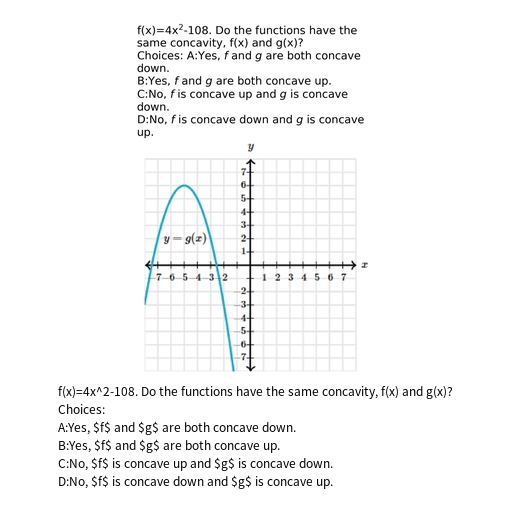 f(x)=4x²-108. Do the functions have the
same concavity, f(x) and g(x)?
Choices: A:Yes, f and g are both concave
down.
B:Yes, f and g are both concave up.
C:No, f is concave up and g is concave
down.
D:No, f is concave down and g is concave
up.
y
7
6
5
4
3
2
1
y = g(x)
x
7 6 5 4 3 2 1 2 3 4 5 6 7
-2
-3
-4
-5
-6
-7
f(x)=4x^2-108. Do the functions have the same concavity, f(x) and g(x)?
Choices:
A:Yes, $f$ and $g$ are both concave down.
B:Yes, $f$ and $g$ are both concave up.
C:No, $f$ is concave up and $g$ is concave down.
D:No, $f$ is concave down and $g$ is concave up.